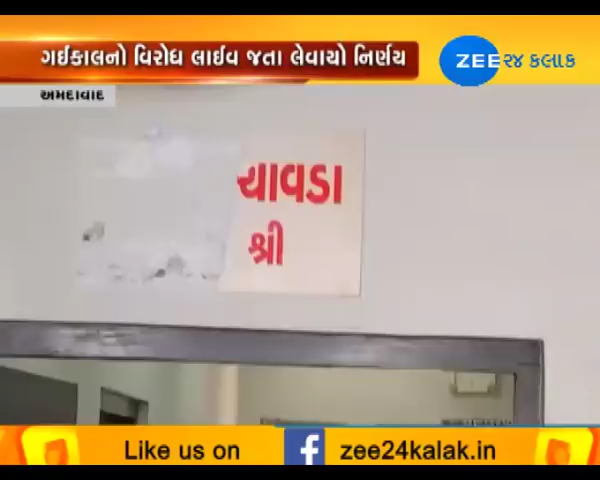 ગઈકાલનો વિરોધ લાઈવ જતા લેવાયો નિર્ણય
ZEE ૨૪ કલાક
અમદાવાદ
ચાવડા
શ્રી
Like us on f zee24kalak.in